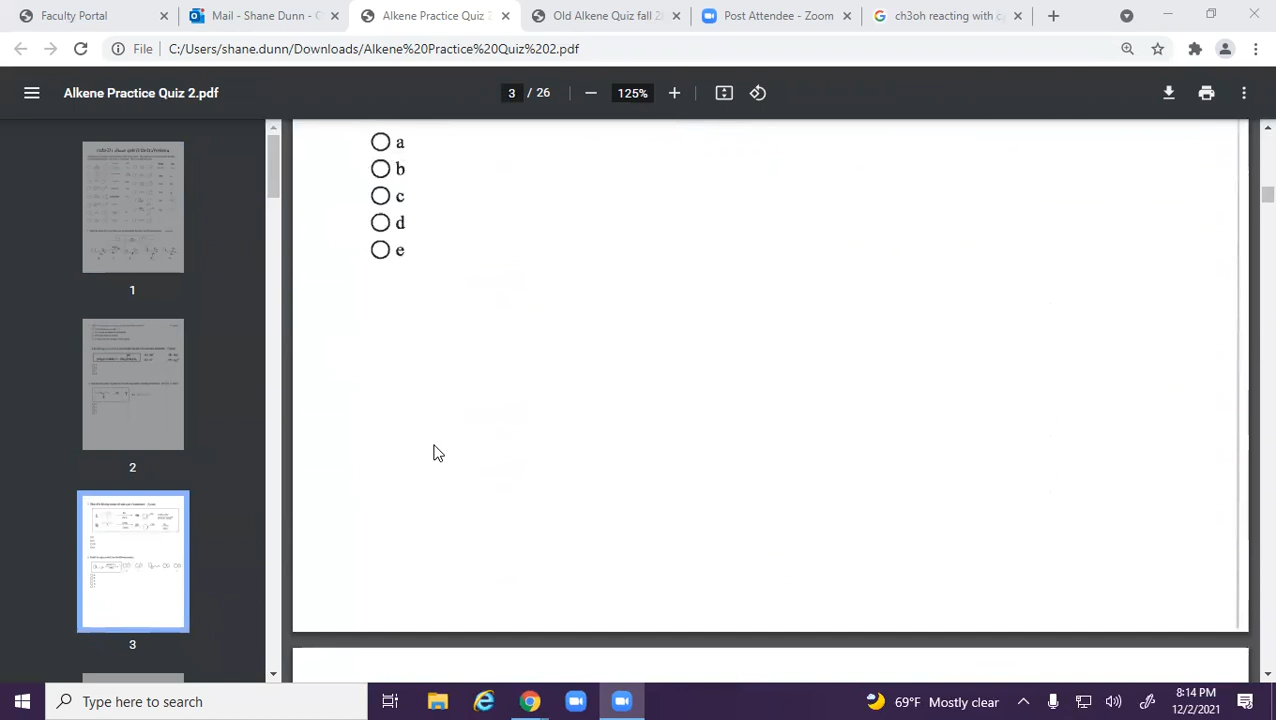 Faculty Portal
Mail - Shane Dunn - C
Alkene Practice Quiz 2
Old Alkene Quiz fall 2
Post Attendee - Zoom
ch3oh reacting with c
File
C:/Users/shane.dunn/Downloads/Alkene%20Practice%20Quiz%202.pdf
Alkene Practice Quiz 2.pdf
3 / 26
125%
a
b
c
d
e
1
2
3
Type here to search
69°F Mostly clear
8:14 PM
12/2/2021